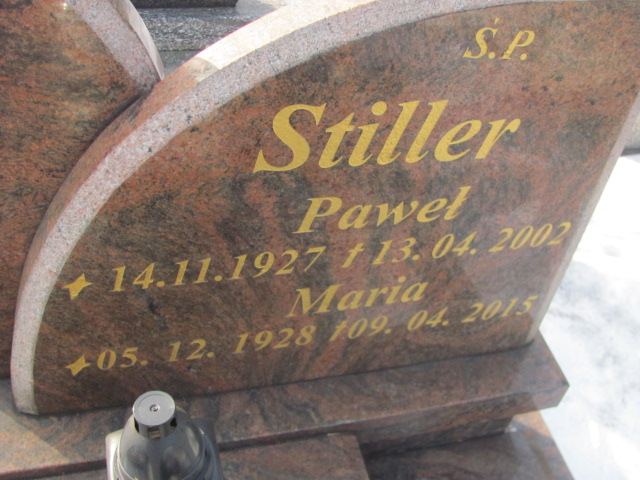 Ś.P.
Stiller
Paweł
14.11.1927 † 13.04.2002
Maria
05.12.1928 † 09.04.2015